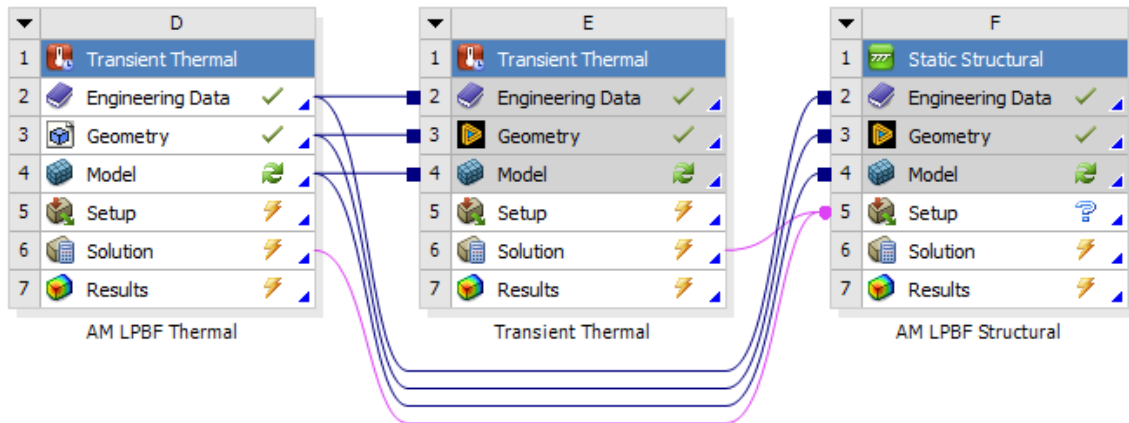 D
1 Transient Thermal
2 Engineering Data
3 Geometry
4 Model
5 Setup
6 Solution
7 Results
AM LPBF Thermal
E
1 Transient Thermal
2 Engineering Data
3 Geometry
4 Model
5 Setup
6 Solution
7 Results
Transient Thermal
F
1 Static Structural
2 Engineering Data
3 Geometry
4 Model
5 Setup ?
6 Solution
7 Results
AM LPBF Structural